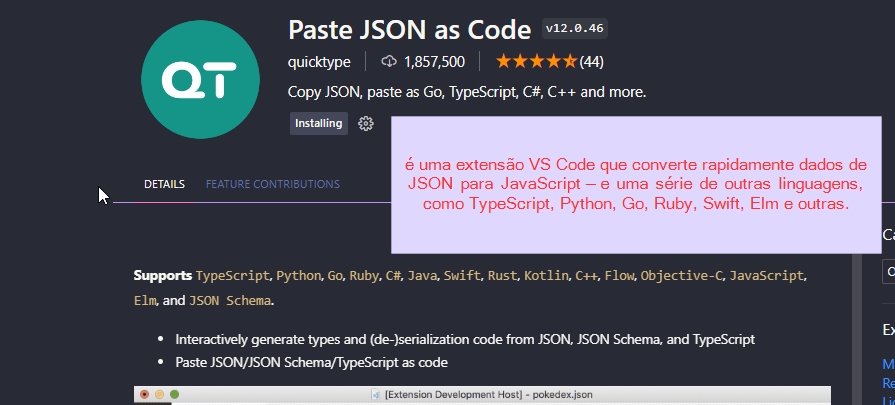 QT
Paste JSON as Code v12.0.46
quicktype 1,857,500 (44)
Copy JSON, paste as Go, TypeScript, C#, C++ and more.
Installing
é uma extensão VS Code que converte rapidamente dados de
JSON para JavaScript – e uma série de outras linguagens,
como TypeScript, Python, Go, Ruby, Swift, Elm e outras.
DETAILS FEATURE CONTRIBUTIONS
Supports TypeScript, Python, Go, Ruby, C#, Java, Swift, Rust, Kotlin, C++, Flow, Objective-C, JavaScript,
Elm, and JSON Schema.
• Interactively generate types and (de-)serialization code from JSON, JSON Schema, and TypeScript
• Paste JSON/JSON Schema/TypeScript as code
[Extension Development Host] - pokedex.json